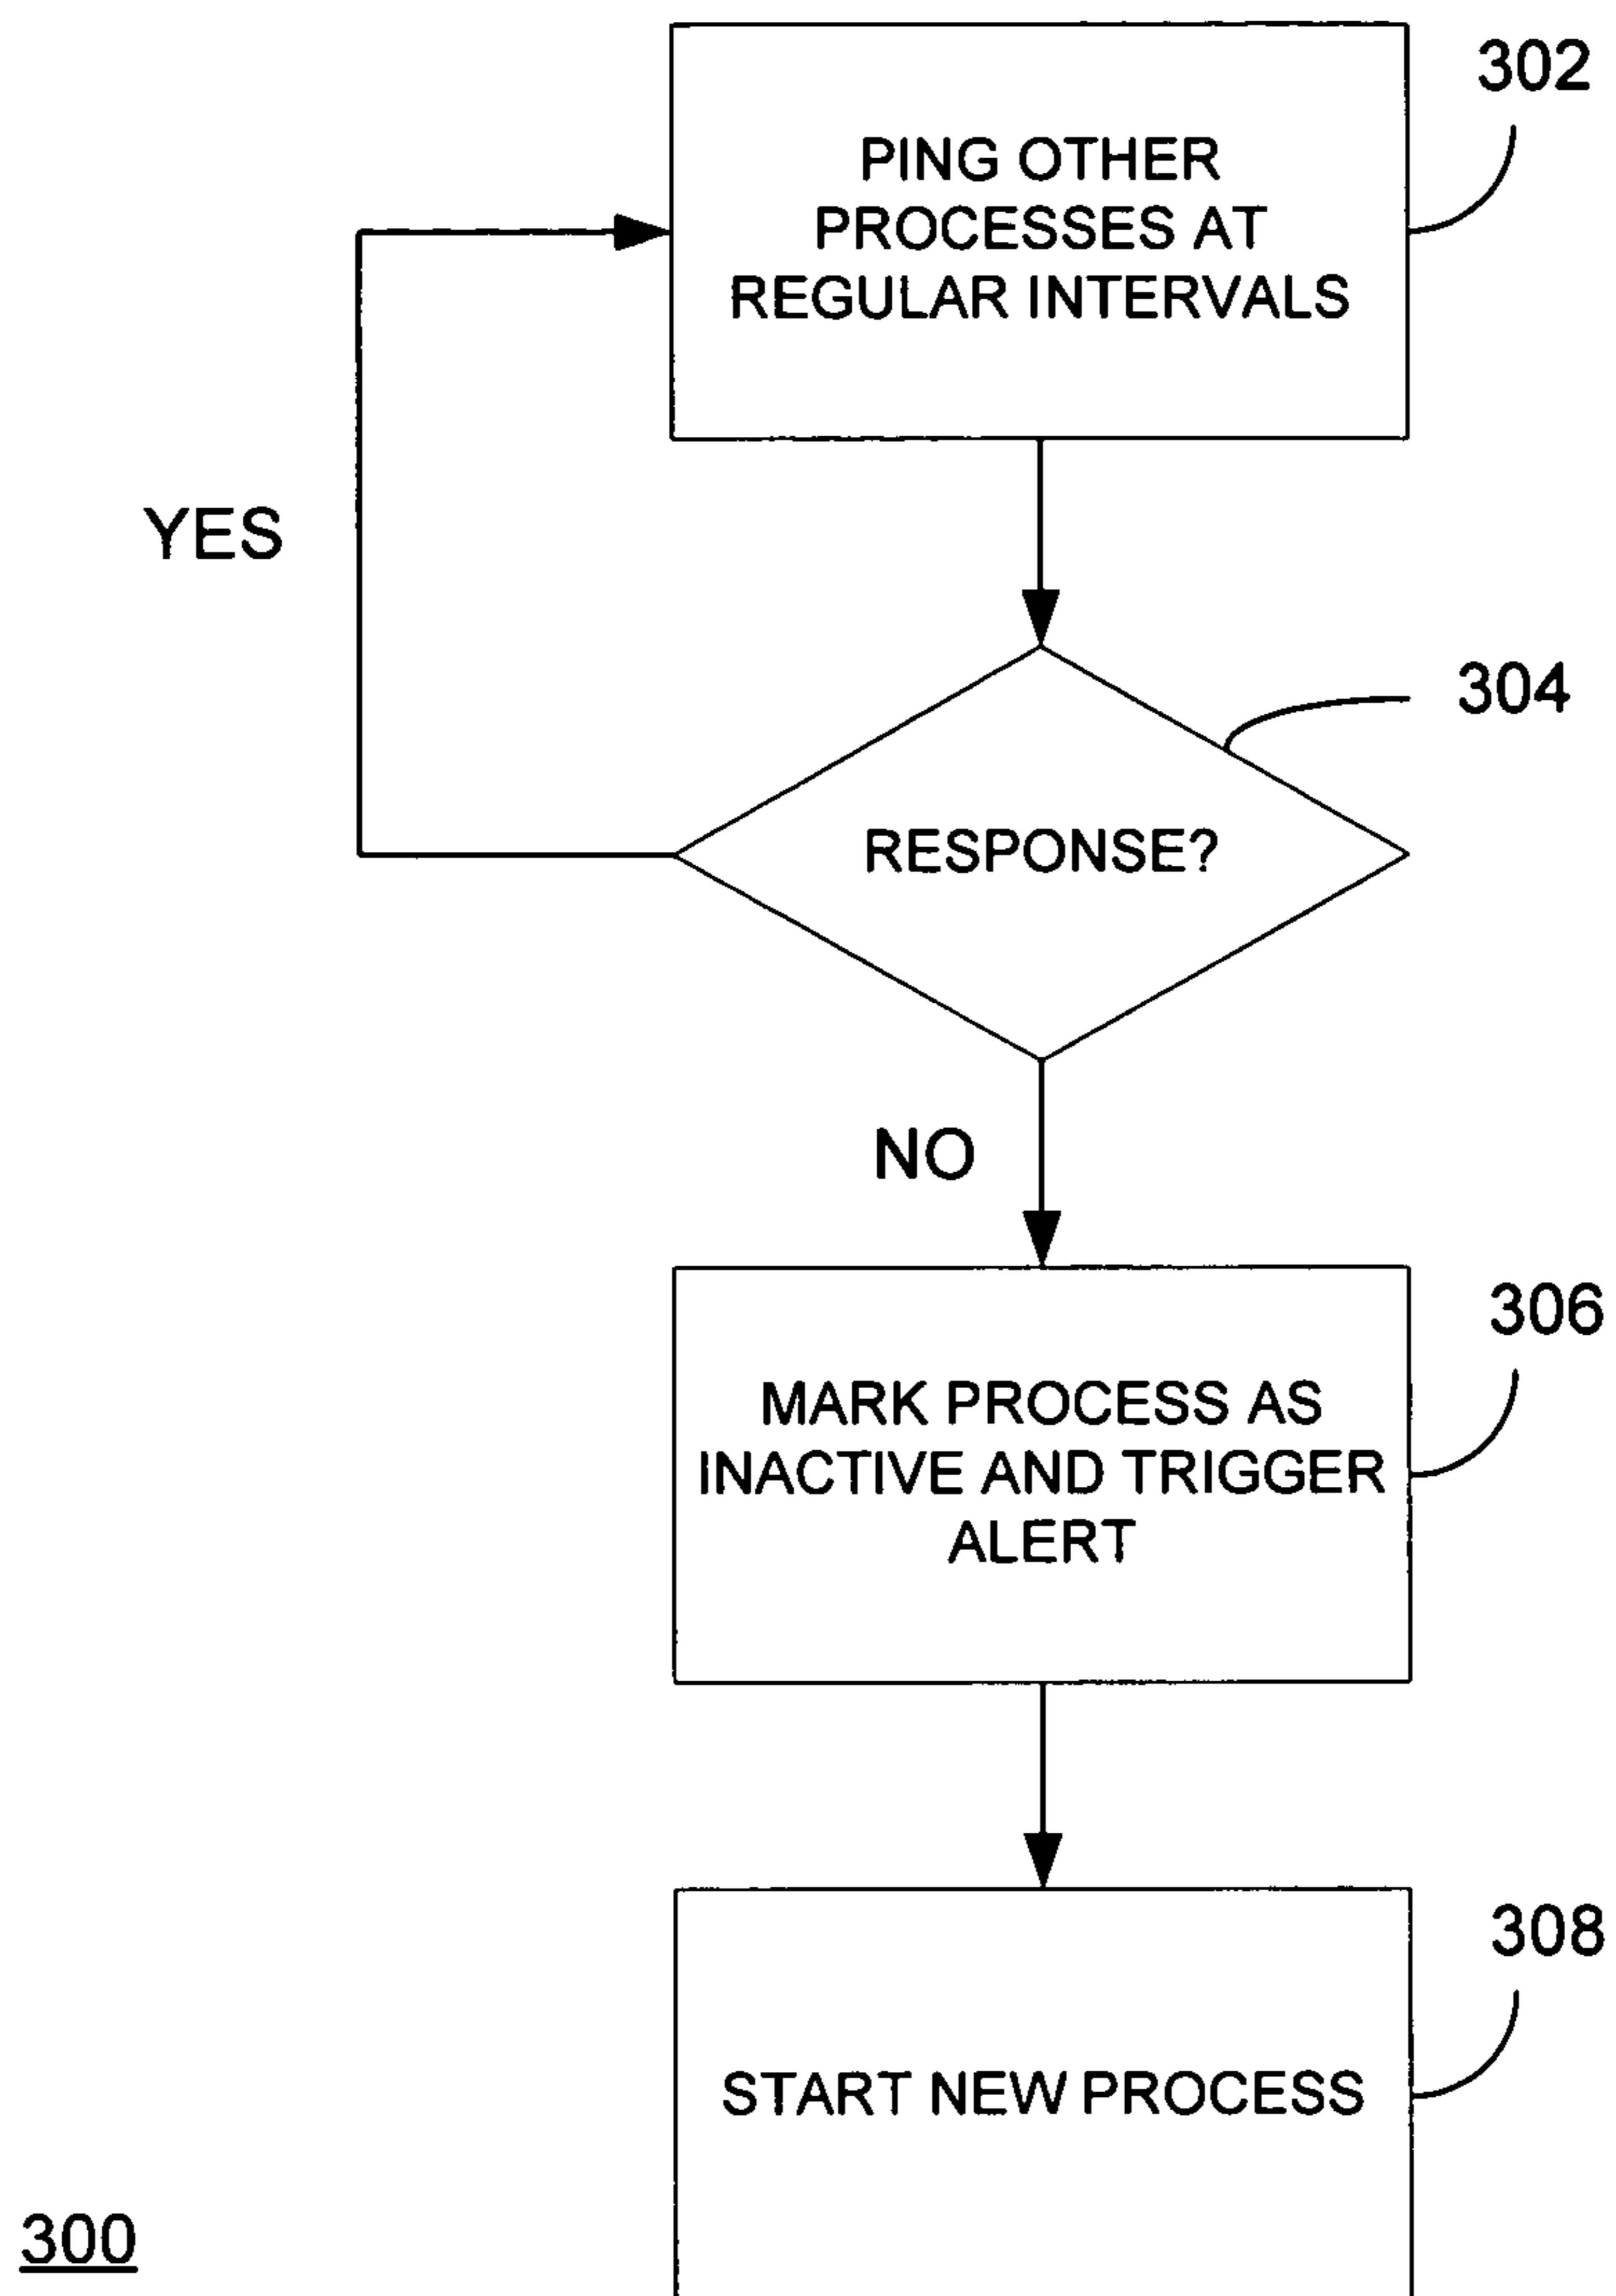 302
PING OTHER
PROCESSES AT
REGULAR INTERVALS
YES
304
RESPONSE?
NO
306
MARK PROCESS AS
INACTIVE AND TRIGGER
ALERT
308
START NEW PROCESS
300